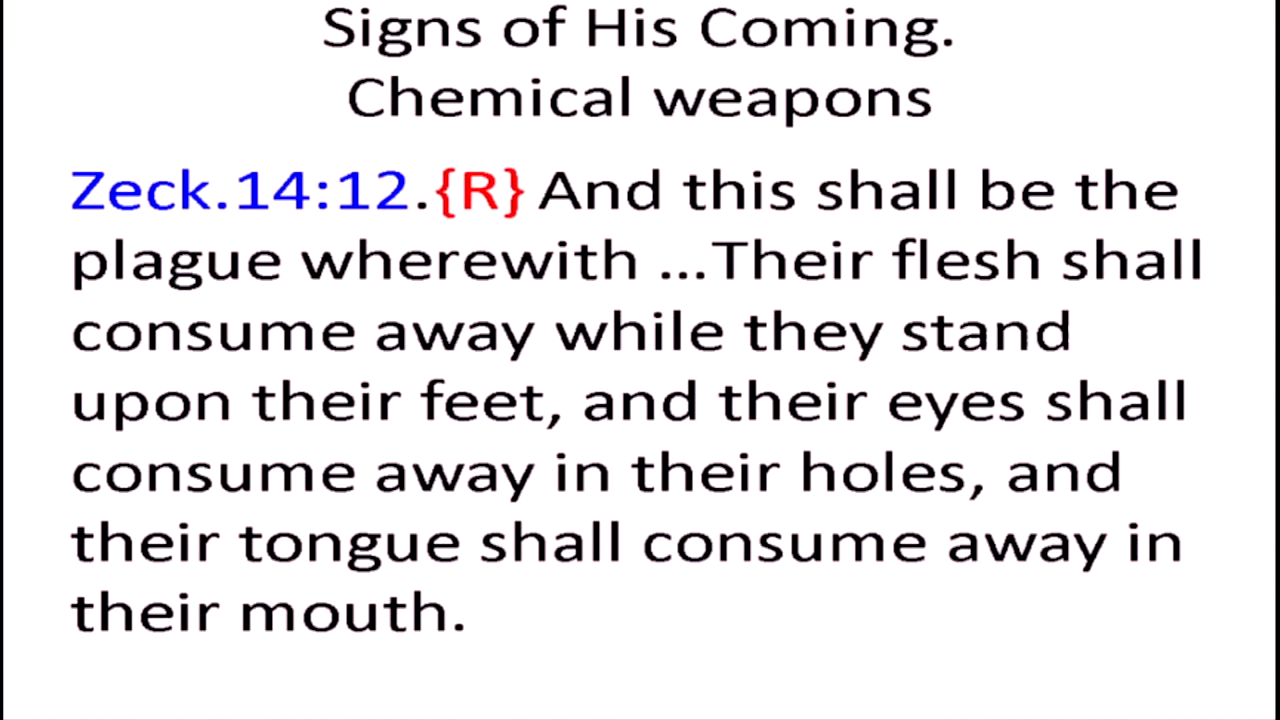 Signs of His Coming.
Chemical weapons
Zeck.14:12.{R} And this shall be the
plague wherewith ...Their flesh shall
consume away while they stand
upon their feet, and their eyes shall
consume away in their holes, and
their tongue shall consume away in
their mouth.